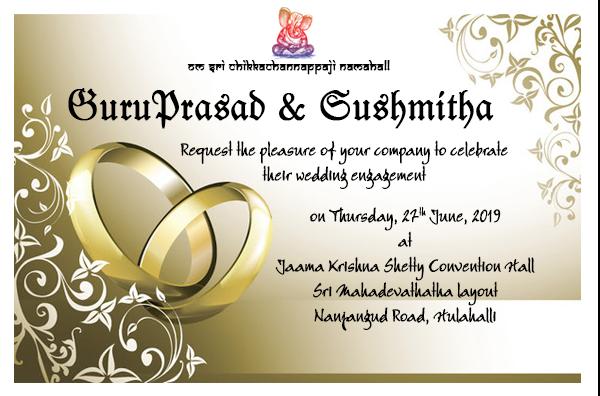 om sri chikkachannappaji namahall
GuruPrasad & Sushmitha
Request the pleasure of your company to celebrate
their wedding engagement
on Thursday, 27th June, 2019
at
Jaama Krishna Shetty Convention Hall
Sri Mahadevathatha layout
Nanjangud Road, Hulahalli